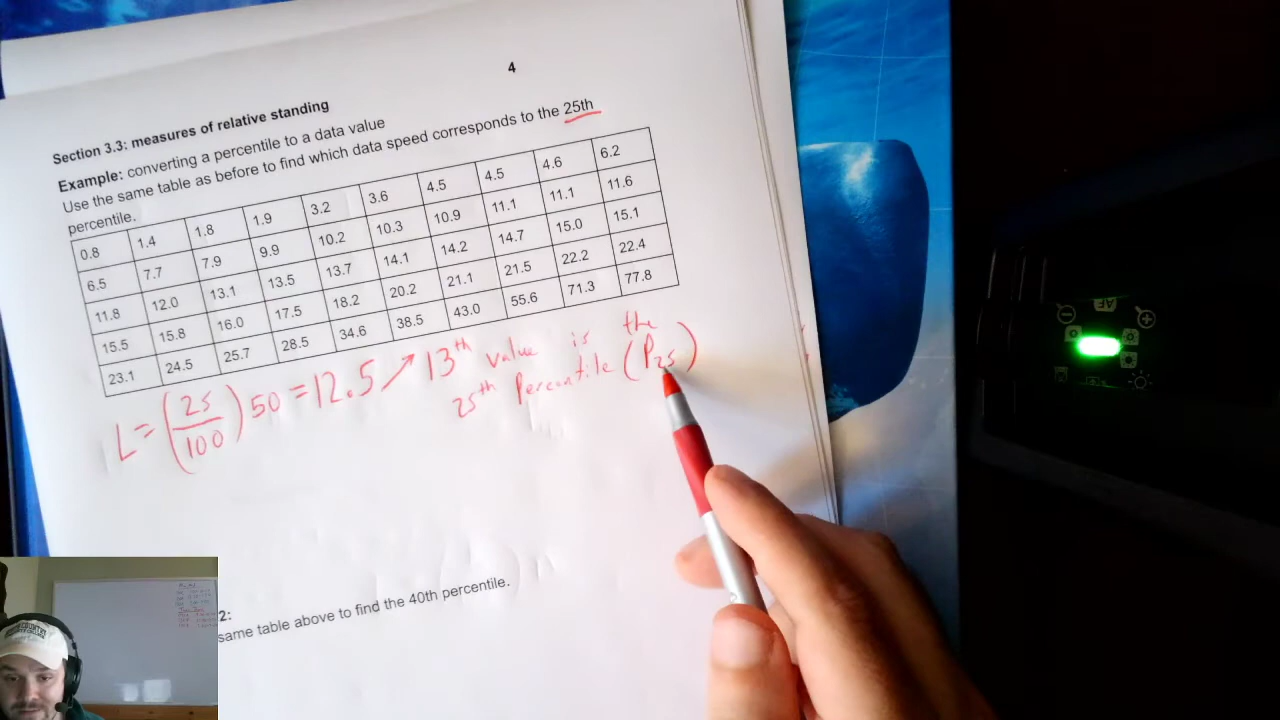 4
Section 3.3: measures of relative standing
Example: converting a percentile to a data value
Use the same table as before to find which data speed corresponds to the 25th
percentile.
0.8 1.4 1.8 1.9 3.2 3.6 4.5 4.5 4.6 6.2
6.5 7.7 7.9 9.9 10.2 10.3 10.9 11.1 11.1 11.6
11.8 12.0 13.1 13.5 13.7 14.1 14.2 14.7 15.0 15.1
15.5 15.8 16.0 17.5 18.2 20.2 21.1 21.5 22.2 22.4
23.1 24.5 25.7 28.5 34.6 38.5 43.0 55.6 71.3 77.8
L = (25/100) 50 = 12.5 ↗ 13th value is the
25th Percentile (P25)
2:
same table above to find the 40th percentile.
AF